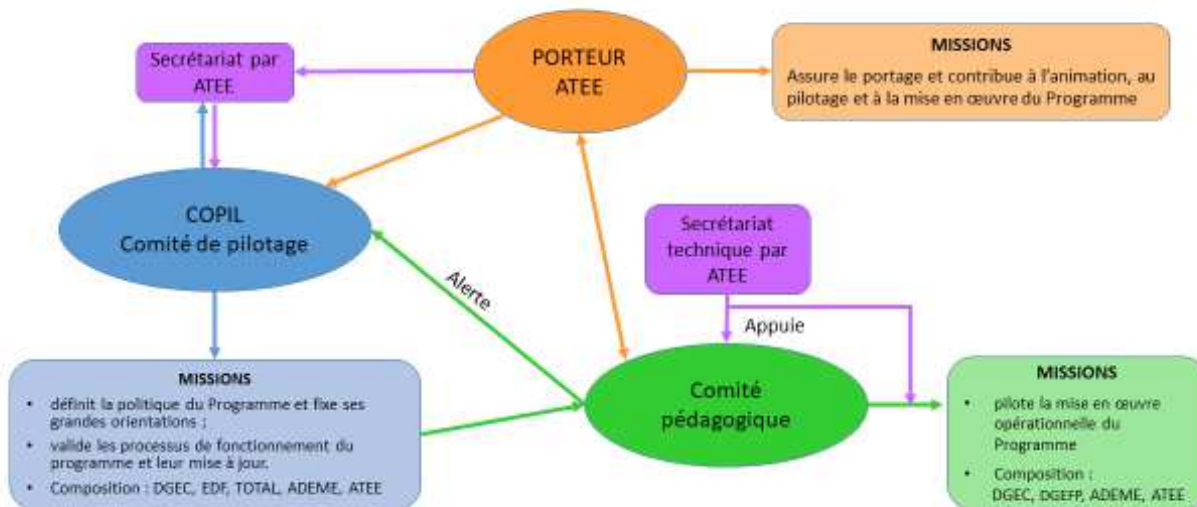 Secrétariat par
ATEE
PORTEUR
ATEE
MISSIONS
Assure le portage et contribue à l'animation, au
pilotage et à la mise en œuvre du Programme
COPIL
Comité de pilotage
Secrétariat
technique par
ATEE
Alerte
Appuie
MISSIONS
• définit la politique du Programme et fixe ses
grandes orientations ;
• valide les processus de fonctionnement du
programme et leur mise à jour.
• Composition : DGEC, EDF, TOTAL, ADEME, ATEE
Comité
pédagogique
MISSIONS
• pilote la mise en œuvre
opérationnelle du
Programme
• Composition :
DGEC, DGEFP, ADEME, ATEE